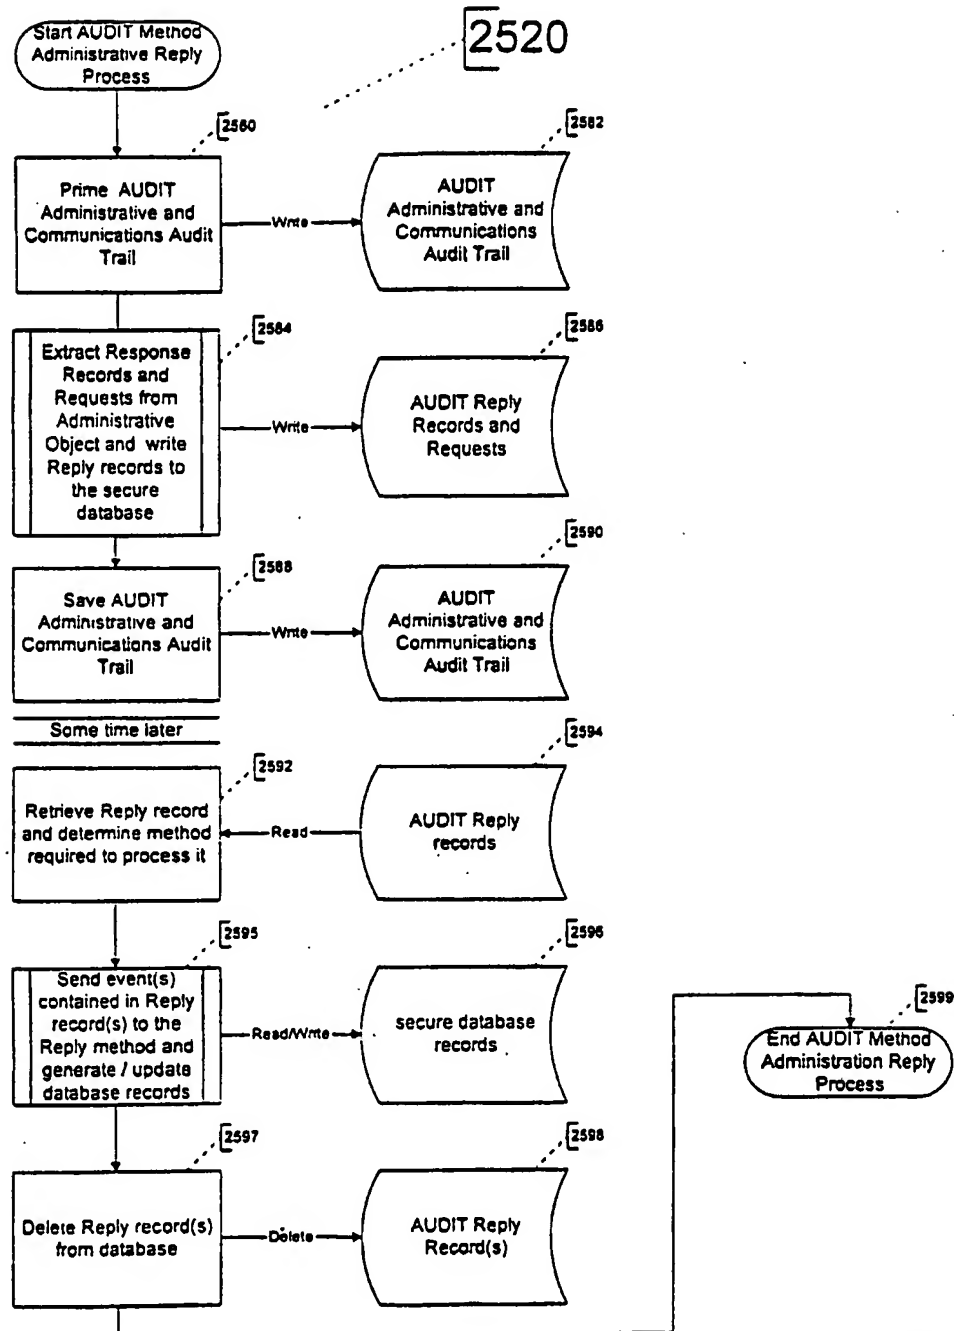 Start AUDIT Method
Administrative Reply
Process
2520
2580
Prime AUDIT
Administrative and
Communications Audit
Trail
Write
2582
AUDIT
Administrative and
Communications
Audit Trail
2584
Extract Response
Records and
Requests from
Administrative
Object and write
Reply records to
the secure
database
Write
2586
AUDIT Reply
Records and
Requests
2588
Save AUDIT
Administrative and
Communications Audit
Trail
Write
2590
AUDIT
Administrative and
Communications
Audit Trail
Some time later
2592
Retrieve Reply record
and determine method
required to process it
Read
2594
AUDIT Reply
records
2595
Send event(s)
contained in Reply
record(s) to the
Reply method and
generate / update
database records
Read/Write
2596
secure database
records
2597
Delete Reply record(s)
from database
Delete
2598
AUDIT Reply
Record(s)
2599
End AUDIT Method
Administration Reply
Process